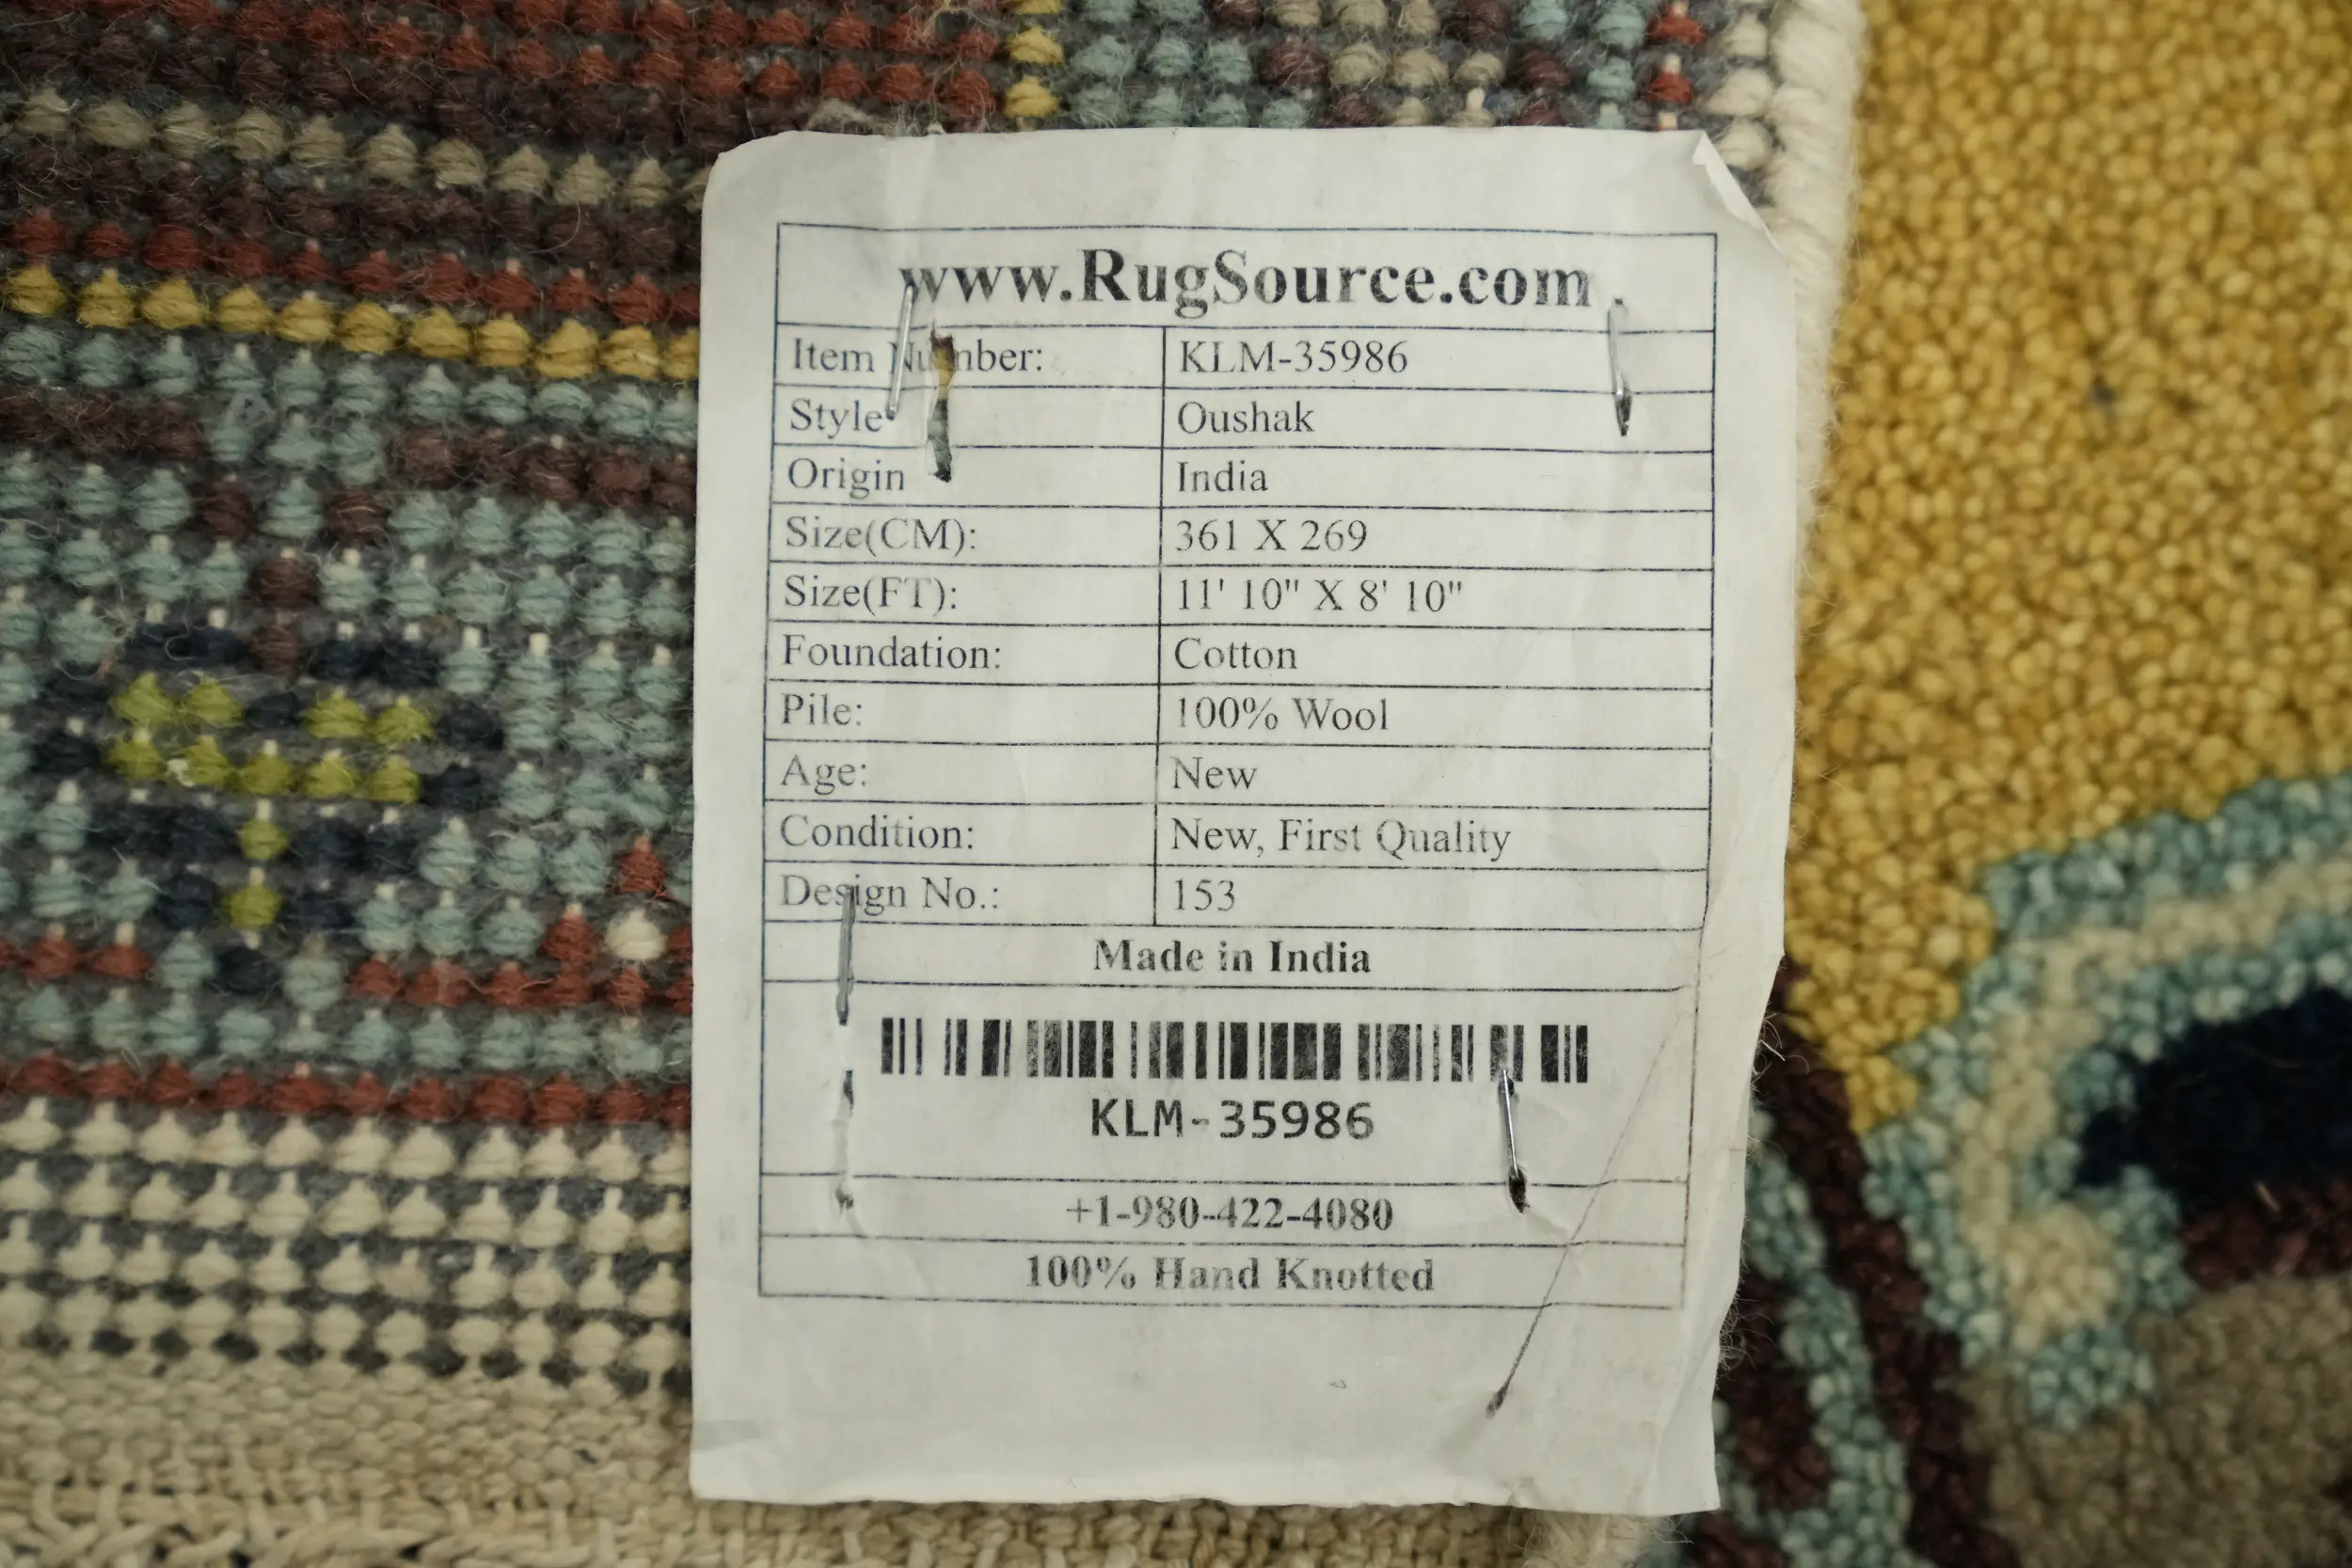 www.RugSource.com
Item Number: KLM-35986
Style: Oushak
Origin India
Size(CM): 361 X 269
Size(FT): 11' 10" X 8' 10"
Foundation: Cotton
Pile: 100% Wool
Age: New
Condition: New, First Quality
Design No.: 153
Made in India
KLM-35986
+1-980-422-4080
100% Hand Knotted